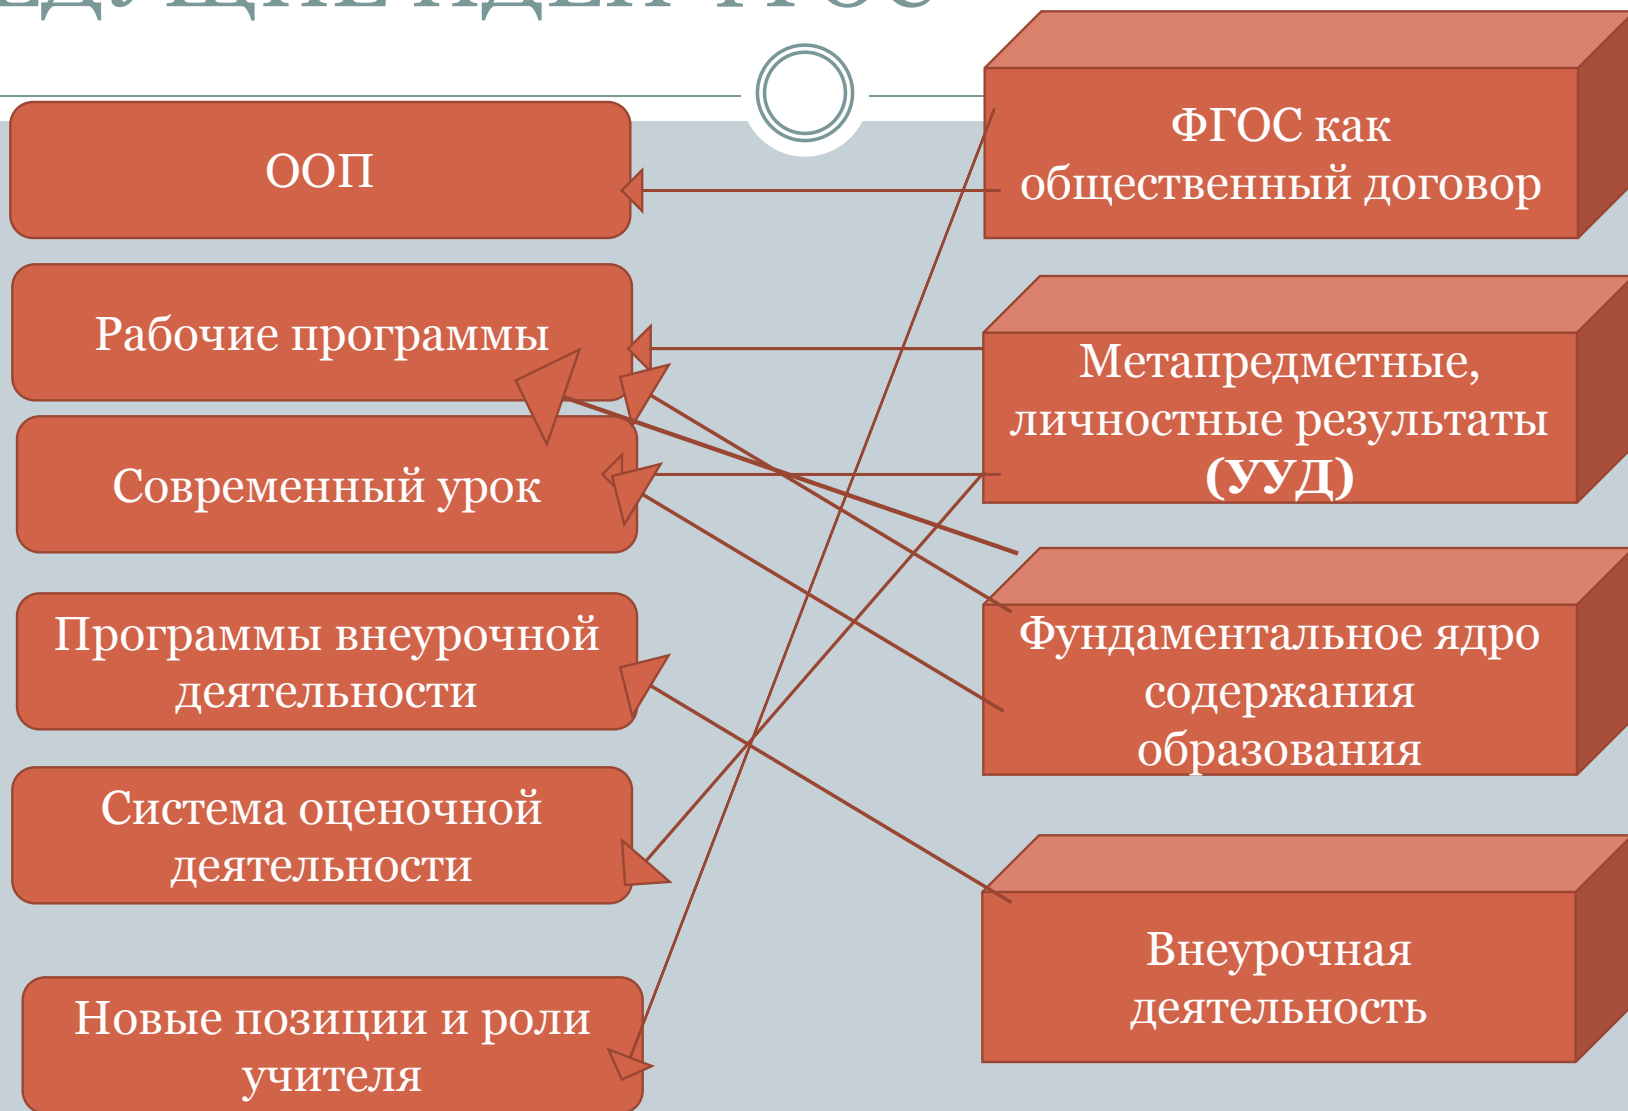 ООП
Рабочие программы
Современный урок
Программы внеурочной
деятельности
Система оценочной
деятельности
Новые позиции и роли
учителя
ФГОС как
общественный договор
Метапредметные,
личностные результаты
(УУД)
Фундаментальное ядро
содержания
образования
Внеурочная
деятельность